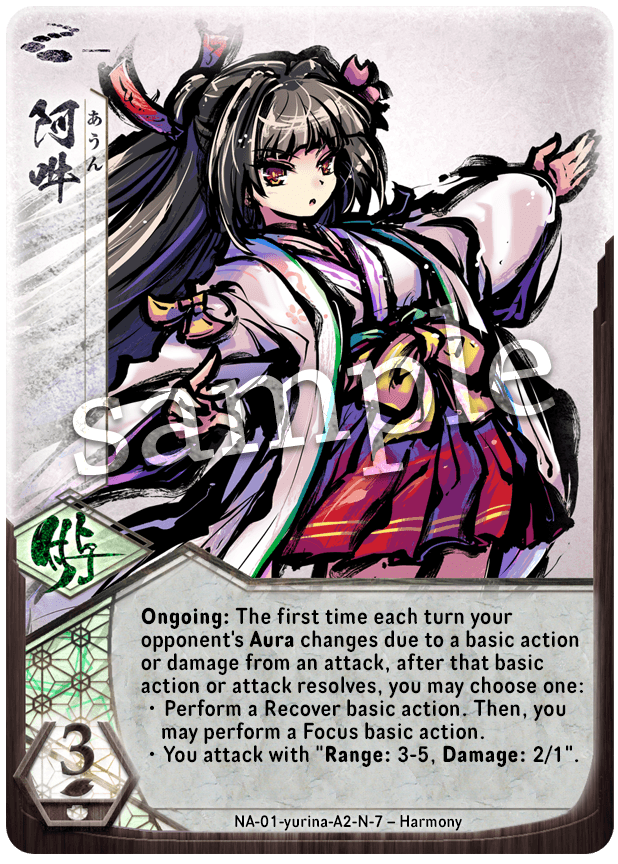 阿吽
あうん
sample
付与
Ongoing: The first time each turn your
opponent's Aura changes due to a basic action
or damage from an attack, after that basic
action or attack resolves, you may choose one:
・ Perform a Recover basic action. Then, you
may perform a Focus basic action.
・ You attack with "Range: 3-5, Damage: 2/1".
3
NA-01-yurina-A2-N-7 – Harmony